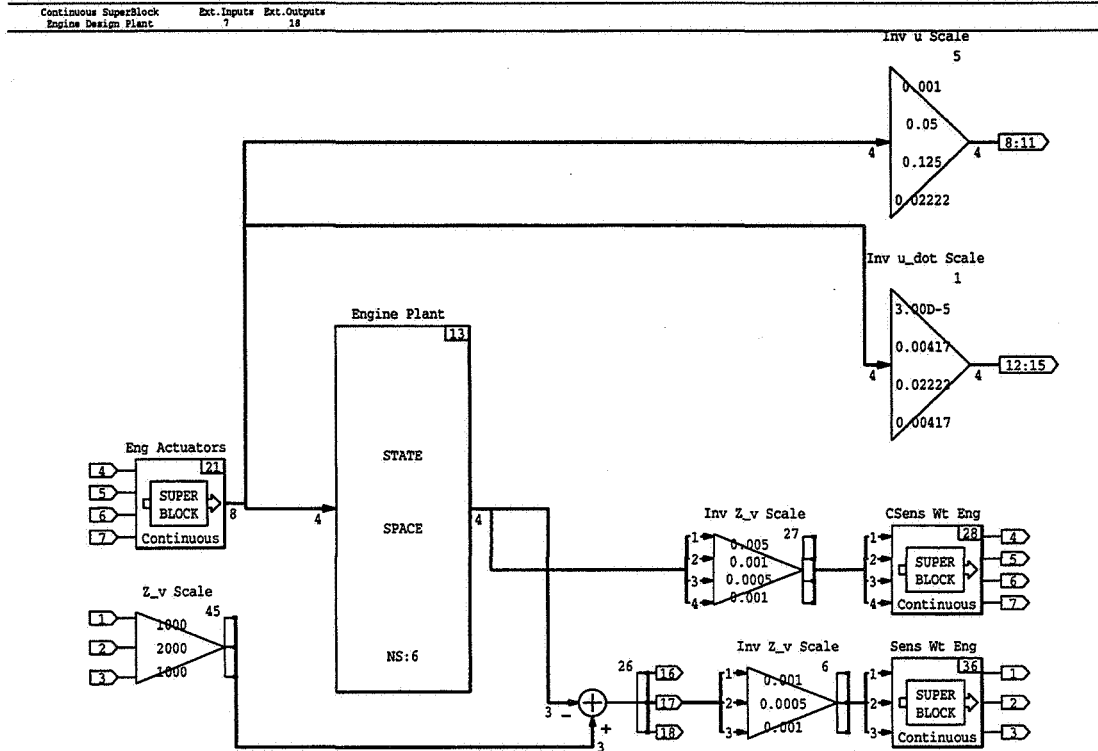 Continuous SuperBlock Ext.Inputs Ext.Outputs
Engine Design Plant 7 18
Inv u Scale
5
0.001
0.05
0.125
0.02222
4
4
8:11
Inv u_dot Scale
1
3.00D-5
0.00417
0.02222
0.00417
4
4
12:15
Engine Plant
13
STATE
SPACE
NS:6
4
4
Eng Actuators
21
4
5
6
7
SUPER
BLOCK
Continuous
8
Z_v Scale
45
1
2
3
1000
2000
1000
Inv Z_v Scale
27
1
2
3
4
0.005
0.001
0.0005
0.001
CSens Wt Eng
28
1
2
3
4
SUPER
BLOCK
Continuous
4
5
6
7
3
−
+
3
26
16
17
18
Inv Z_v Scale
6
1
2
3
0.001
0.0005
0.001
Sens Wt Eng
36
1
2
3
SUPER
BLOCK
Continuous
1
2
3